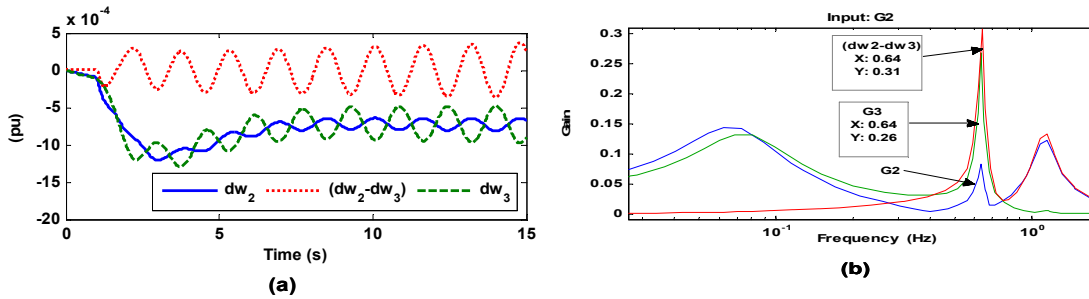 x 10⁻⁴
5
0
-5
-10
-15
-20
(pu)
dw₂
(dw₂-dw₃)
dw₃
0
5
10
15
Time (s)
(a)
Input: G2
0.3
0.25
0.2
0.15
0.1
0.05
0
Gain
(dw2-dw3)
X: 0.64
Y: 0.31
G3
X: 0.64
Y: 0.26
G2
10⁻¹
10⁰
Frequency (Hz)
(b)